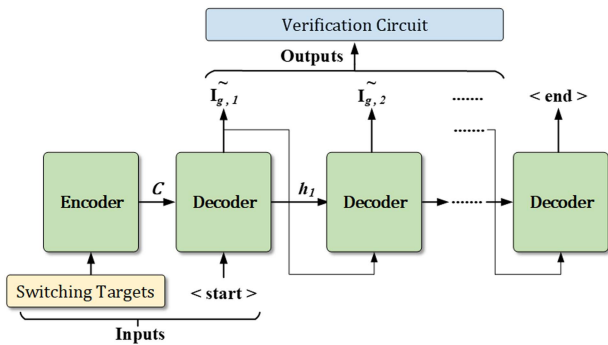 Verification Circuit
Outputs
Ĩg,1
Ĩg,2
........
< end >
........
Encoder
C
Decoder
h1
Decoder
........
Decoder
Switching Targets
< start >
Inputs